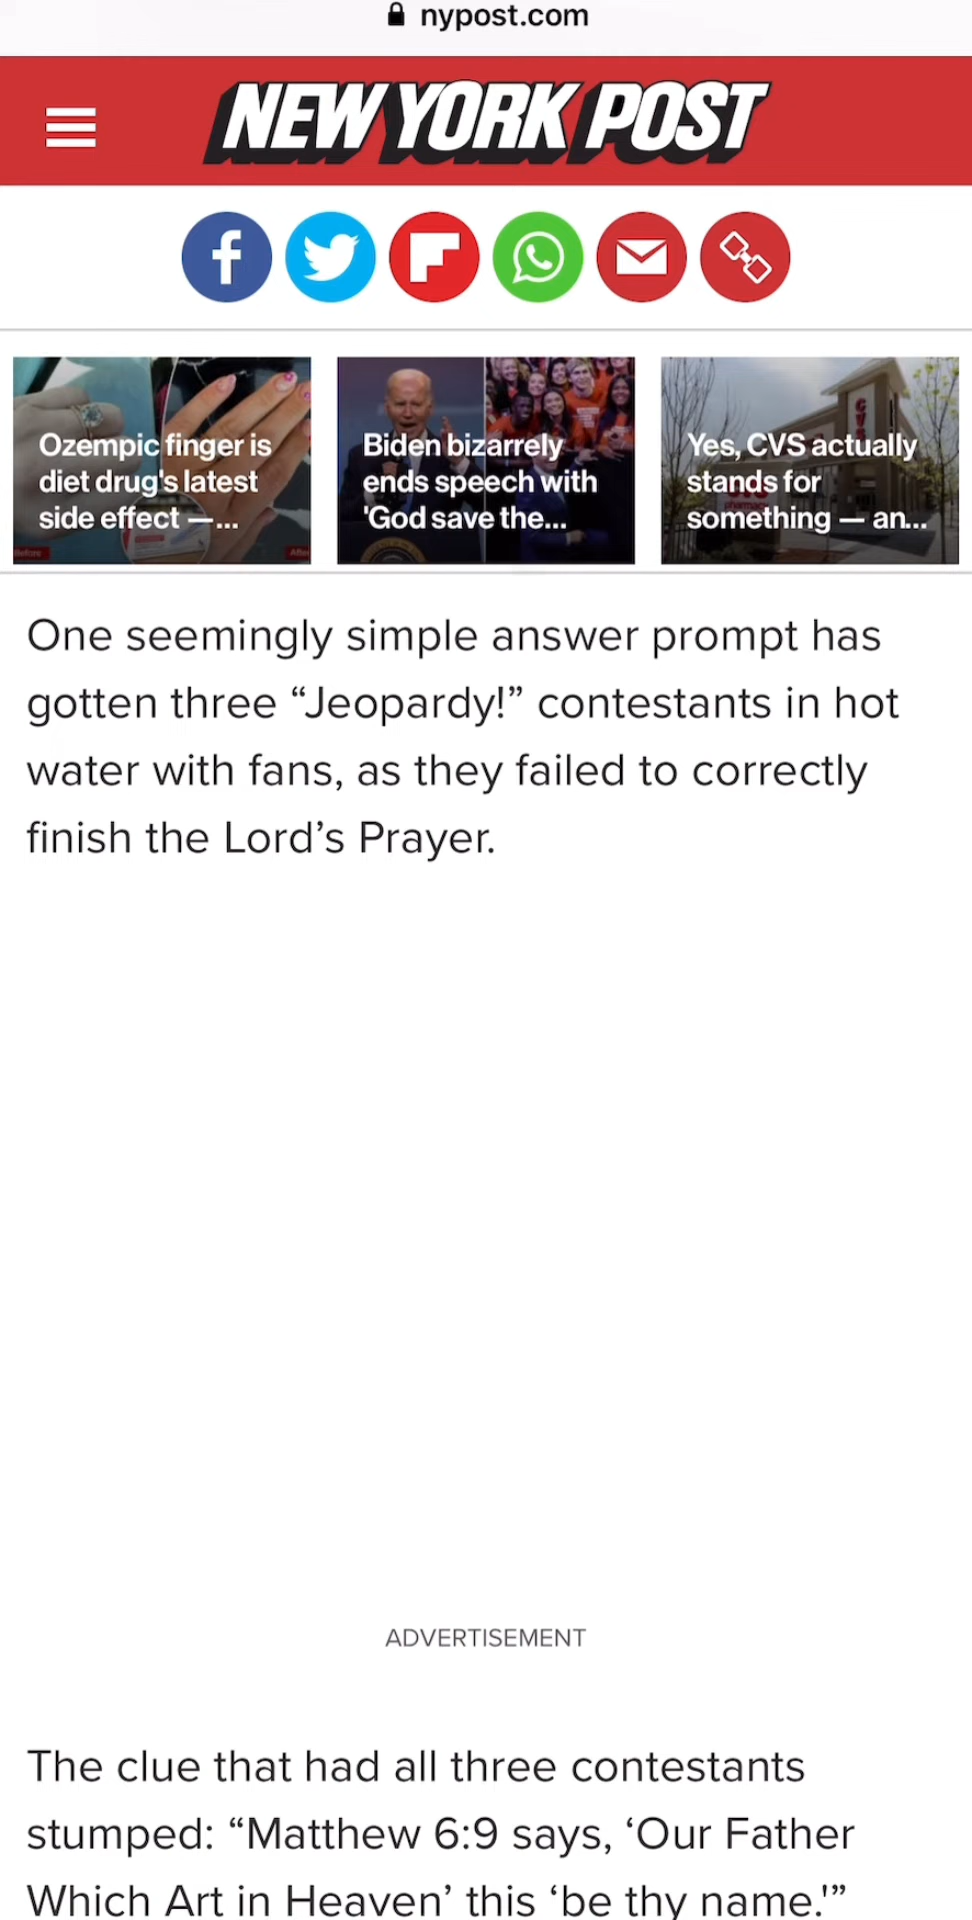 nypost.com
NEW YORK POST
Ozempic finger is
diet drug's latest
side effect —...
Before
After
Biden bizarrely
ends speech with
'God save the...
Yes, CVS actually
stands for
something — an...
One seemingly simple answer prompt has
gotten three “Jeopardy!” contestants in hot
water with fans, as they failed to correctly
finish the Lord’s Prayer.
ADVERTISEMENT
The clue that had all three contestants
stumped: “Matthew 6:9 says, ‘Our Father
Which Art in Heaven’ this ‘be thy name.'”